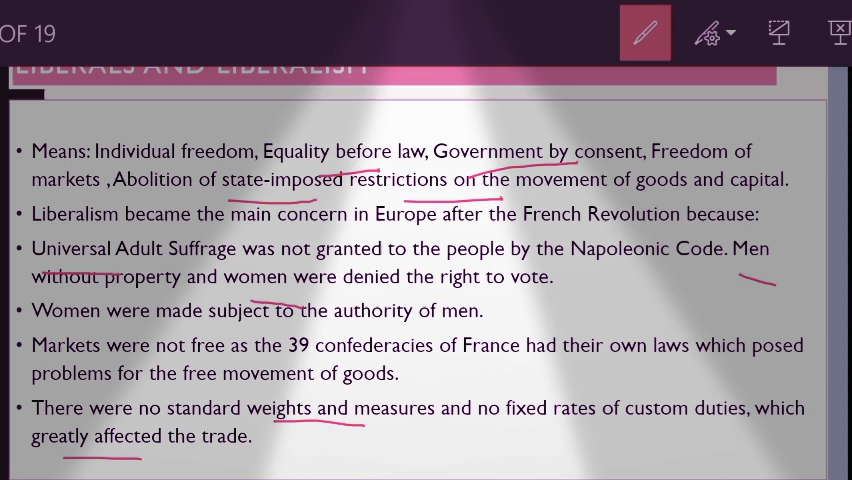 OF 19
LIBERALS AND LIBERALISM
• Means: Individual freedom, Equality before law, Government by consent, Freedom of
markets ,Abolition of state-imposed restrictions on the movement of goods and capital.
• Liberalism became the main concern in Europe after the French Revolution because:
• Universal Adult Suffrage was not granted to the people by the Napoleonic Code. Men
without property and women were denied the right to vote.
• Women were made subject to the authority of men.
• Markets were not free as the 39 confederacies of France had their own laws which posed
problems for the free movement of goods.
• There were no standard weights and measures and no fixed rates of custom duties, which
greatly affected the trade.